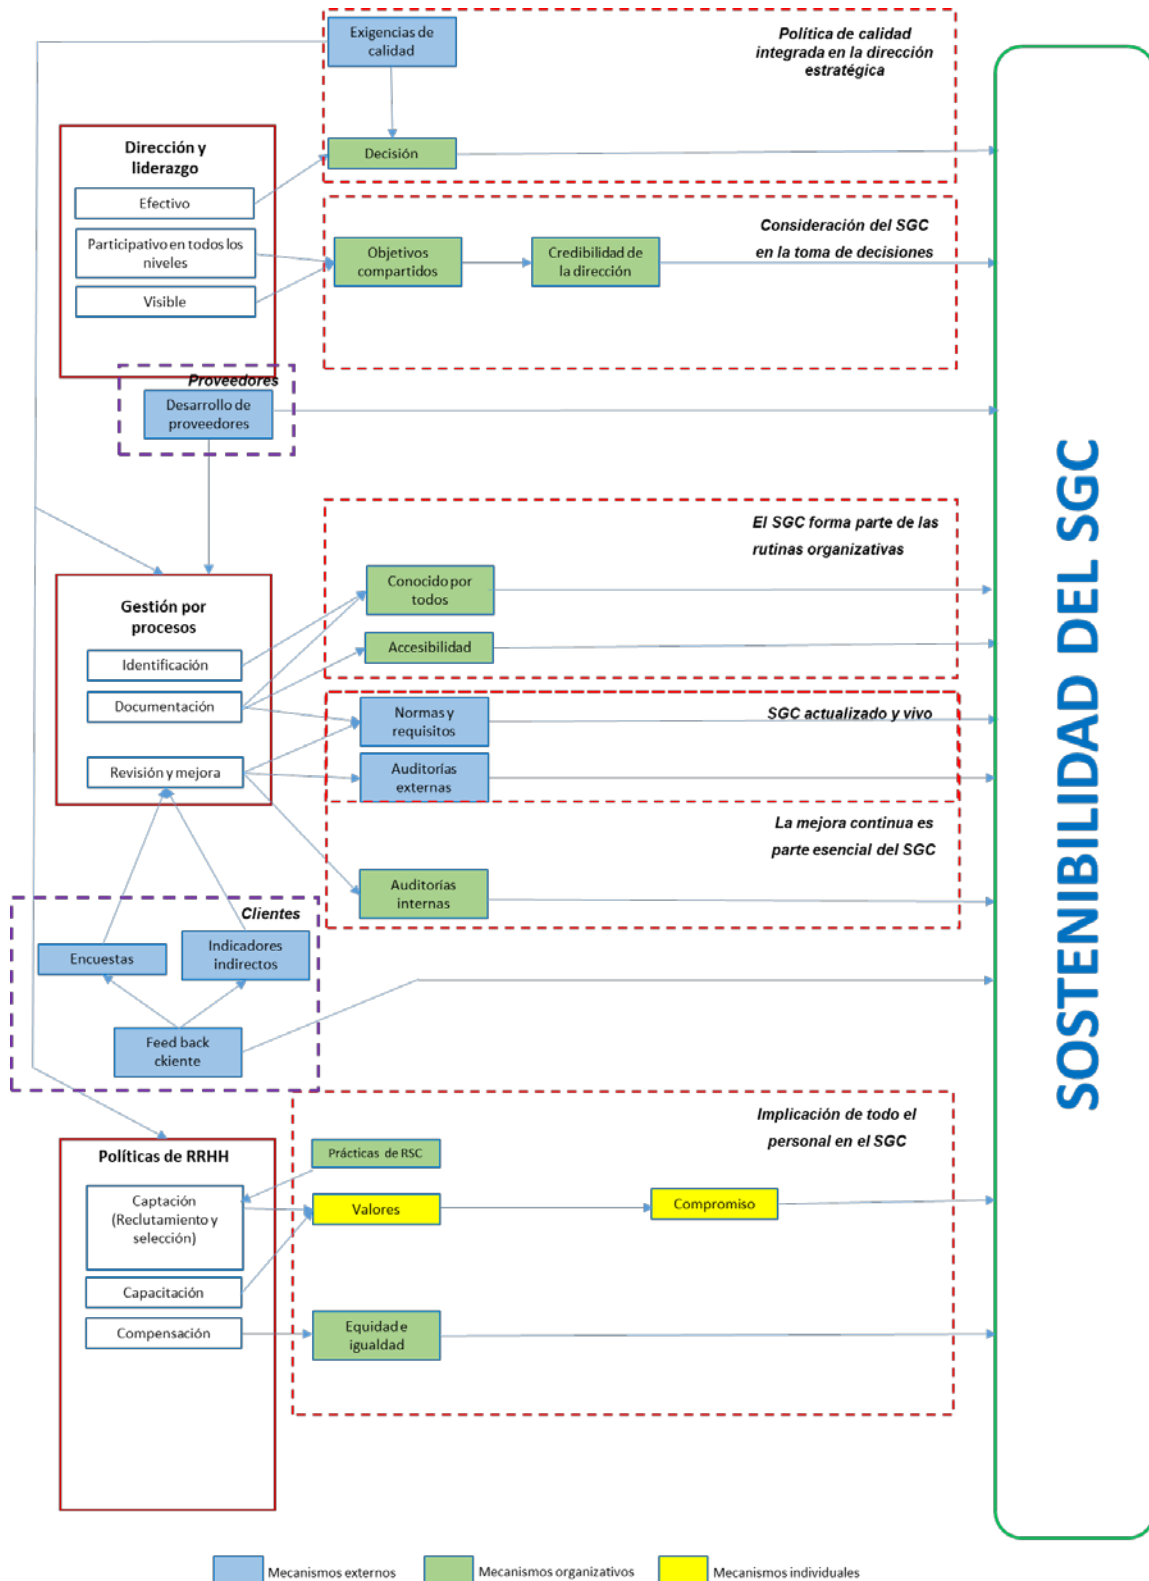 Exigencias de
calidad
Política de calidad
integrada en la dirección
estratégica
Decisión
Dirección y
liderazgo
Efectivo
Participativo en todos los
niveles
Visible
Consideración del SGC
en la toma de decisiones
Objetivos
compartidos
Credibilidad de
la dirección
Proveedores
Desarrollo de
proveedores
El SGC forma parte de las
rutinas organizativas
Conocido por
todos
Accesibilidad
Gestión por
procesos
Identificación
Documentación
Revisión y mejora
Normas y
requisitos
SGC actualizado y vivo
Auditorías
externas
La mejora continua es
parte esencial del SGC
Auditorías
internas
Clientes
Encuestas
Indicadores
indirectos
Feed back
ckiente
Implicación de todo el
personal en el SGC
Políticas de RRHH
Captación
(Reclutamiento y
selección)
Capacitación
Compensación
Prácticas de RSC
Valores
Compromiso
Equidad e
igualdad
SOSTENIBILIDAD DEL SGC
Mecanismos externos
Mecanismos organizativos
Mecanismos individuales